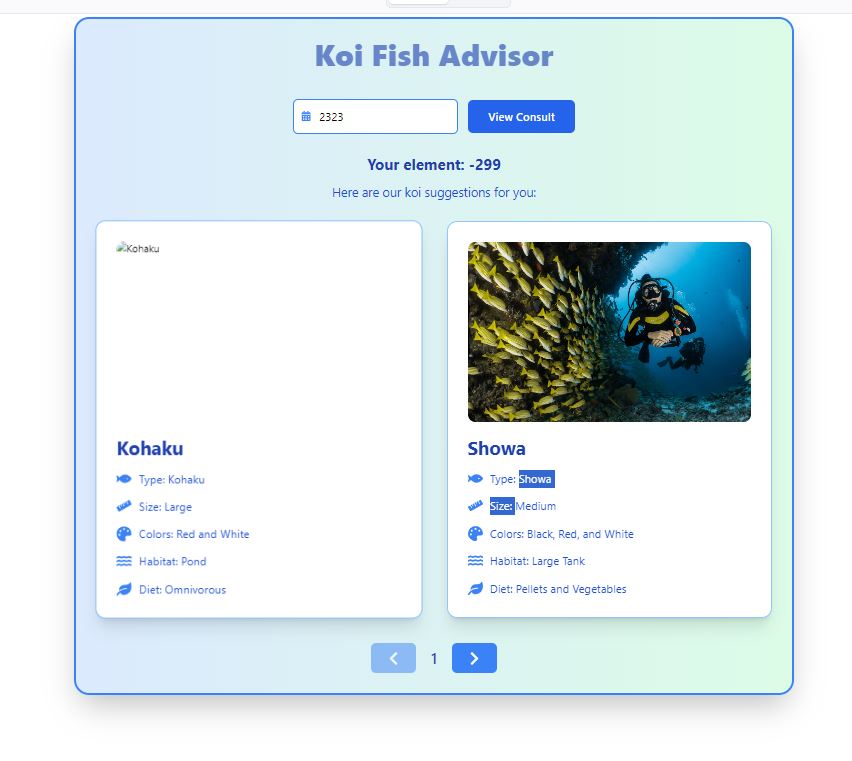 Koi Fish Advisor
2323
View Consult
Your element: -299
Here are our koi suggestions for you:
Kohaku
Kohaku
Type: Kohaku
Size: Large
Colors: Red and White
Habitat: Pond
Diet: Omnivorous
Showa
Type: Showa
Size: Medium
Colors: Black, Red, and White
Habitat: Large Tank
Diet: Pellets and Vegetables
1